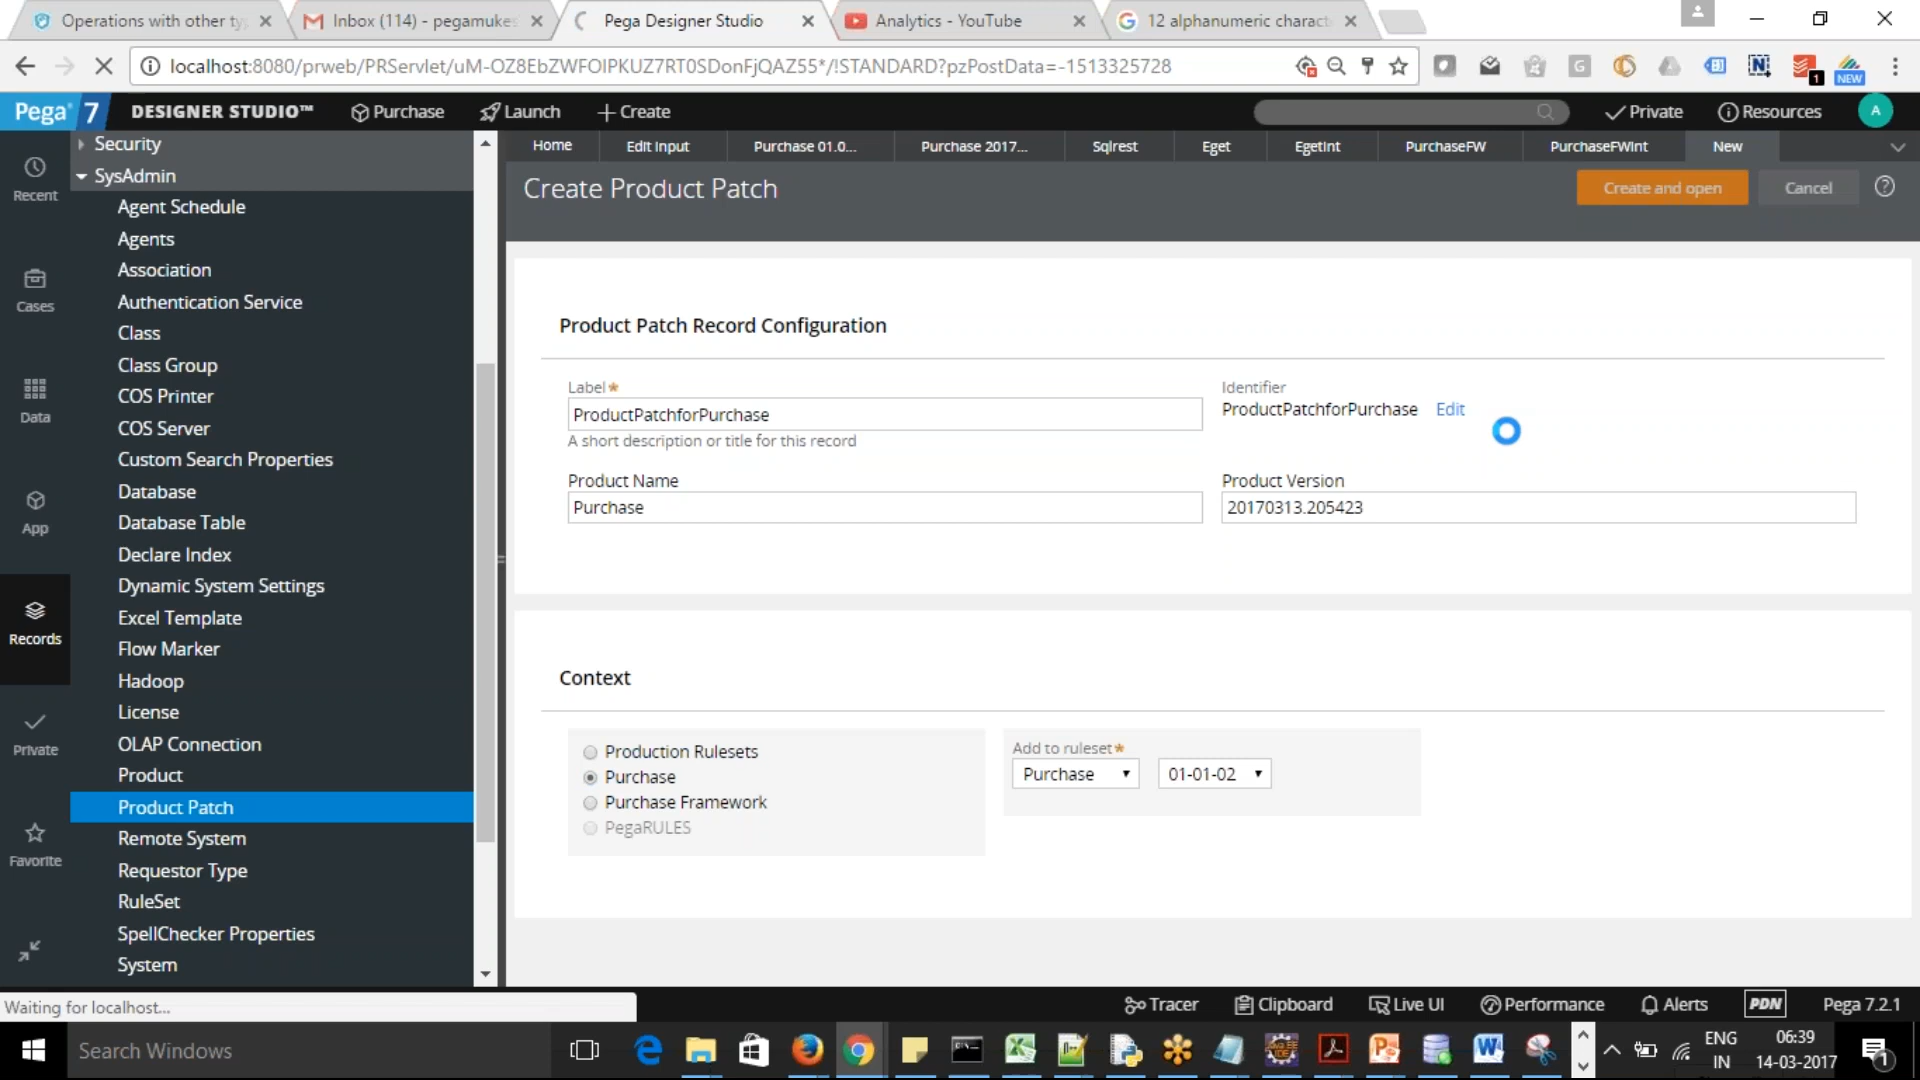 Operations with other ty
Inbox (114) - pegamukes
Pega Designer Studio
Analytics - YouTube
12 alphanumeric charact
localhost:8080/prweb/PRServlet/uM-OZ8EbZWFOIPKUZ7RT0SDonFjQAZ55*/!STANDARD?pzPostData=-1513325728
1
NEW
Pega 7
DESIGNER STUDIO™
Purchase
Launch
Create
Private
Resources
A
Home
Edit Input
Purchase 01.0...
Purchase 2017...
Sqlrest
Eget
EgetInt
PurchaseFW
PurchaseFWInt
New
Create Product Patch
Create and open
Cancel
Recent
Cases
Data
App
Records
Private
Favorite
Security
SysAdmin
Agent Schedule
Agents
Association
Authentication Service
Class
Class Group
COS Printer
COS Server
Custom Search Properties
Database
Database Table
Declare Index
Dynamic System Settings
Excel Template
Flow Marker
Hadoop
License
OLAP Connection
Product
Product Patch
Remote System
Requestor Type
RuleSet
SpellChecker Properties
System
Product Patch Record Configuration
Label*
ProductPatchforPurchase
A short description or title for this record
Identifier
ProductPatchforPurchase Edit
Product Name
Purchase
Product Version
20170313.205423
Context
Production Rulesets
Purchase
Purchase Framework
PegaRULES
Add to ruleset*
Purchase
01-01-02
Waiting for localhost...
Tracer
Clipboard
Live UI
Performance
Alerts
PDN
Pega 7.2.1
Search Windows
ENG
IN
06:39
14-03-2017
1